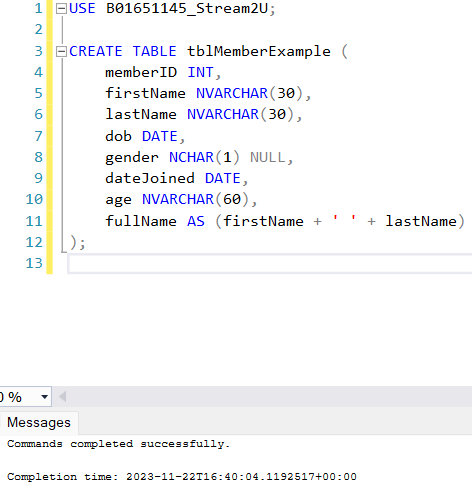 1 USE B01651145_Stream2U;
2
3 CREATE TABLE tblMemberExample (
4 memberID INT,
5 firstName NVARCHAR(30),
6 lastName NVARCHAR(30),
7 dob DATE,
8 gender NCHAR(1) NULL,
9 dateJoined DATE,
10 age NVARCHAR(60),
11 fullName AS (firstName + ' ' + lastName)
12 );
13
0 %
Messages
Commands completed successfully.
Completion time: 2023-11-22T16:40:04.1192517+00:00